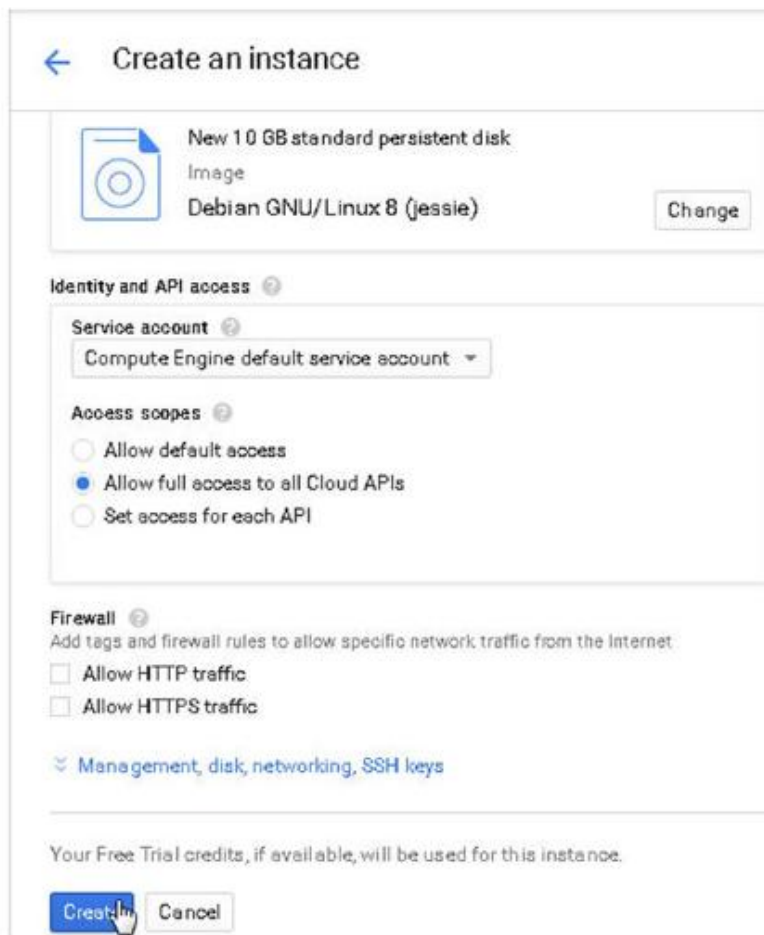 Create an instance
New 10 GB standard persistent disk
Image
Debian GNU/Linux 8 (jessie)
Change
Identity and API access
Service account
Compute Engine default service account
Access scopes
Allow default access
Allow full access to all Cloud APIs
Set access for each API
Firewall
Add tags and firewall rules to allow specific network traffic from the Internet
Allow HTTP traffic
Allow HTTPS traffic
Management, disk, networking, SSH keys
Your Free Trial credits, if available, will be used for this instance.
Create Cancel